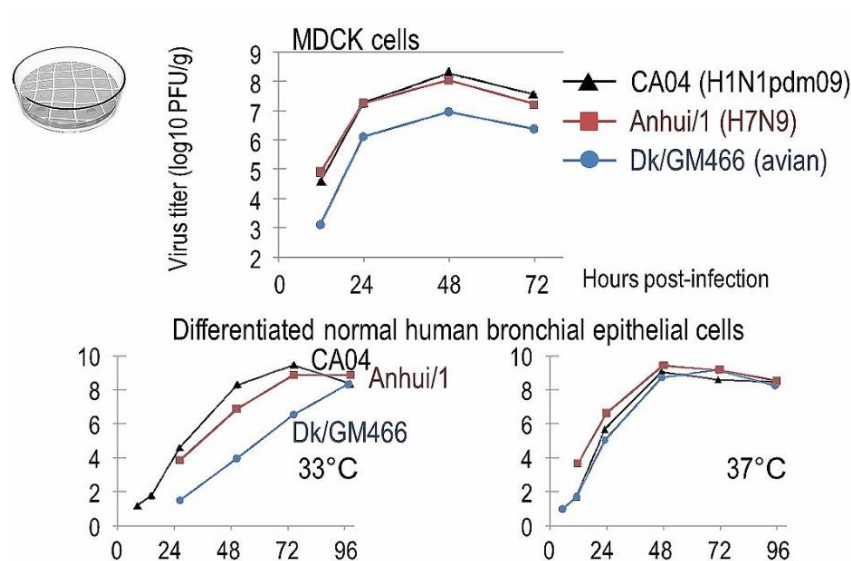 MDCK cells
9
8
7
6
5
4
3
2
Virus titer (log10 PFU/g)
0 24 48 72
Hours post-infection
CA04 (H1N1pdm09)
Anhui/1 (H7N9)
Dk/GM466 (avian)
Differentiated normal human bronchial epithelial cells
10
8
6
4
2
0
CA04
Anhui/1
Dk/GM466
33°C
0 24 48 72 96
10
8
6
4
2
0
37°C
0 24 48 72 96